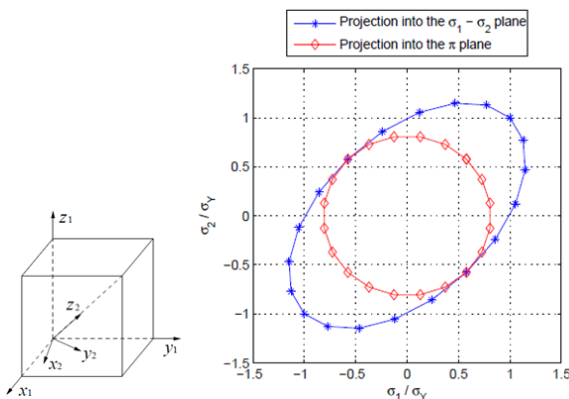 Projection into the σ₁ − σ₂ plane
Projection into the π plane
1.5
1
0.5
0
−0.5
−1
−1.5
σ₂ / σ_Y
−1.5 −1 −0.5 0 0.5 1 1.5
σ₁ / σ_Y
z₁
z₂
y₂
x₂
y₁
x₁